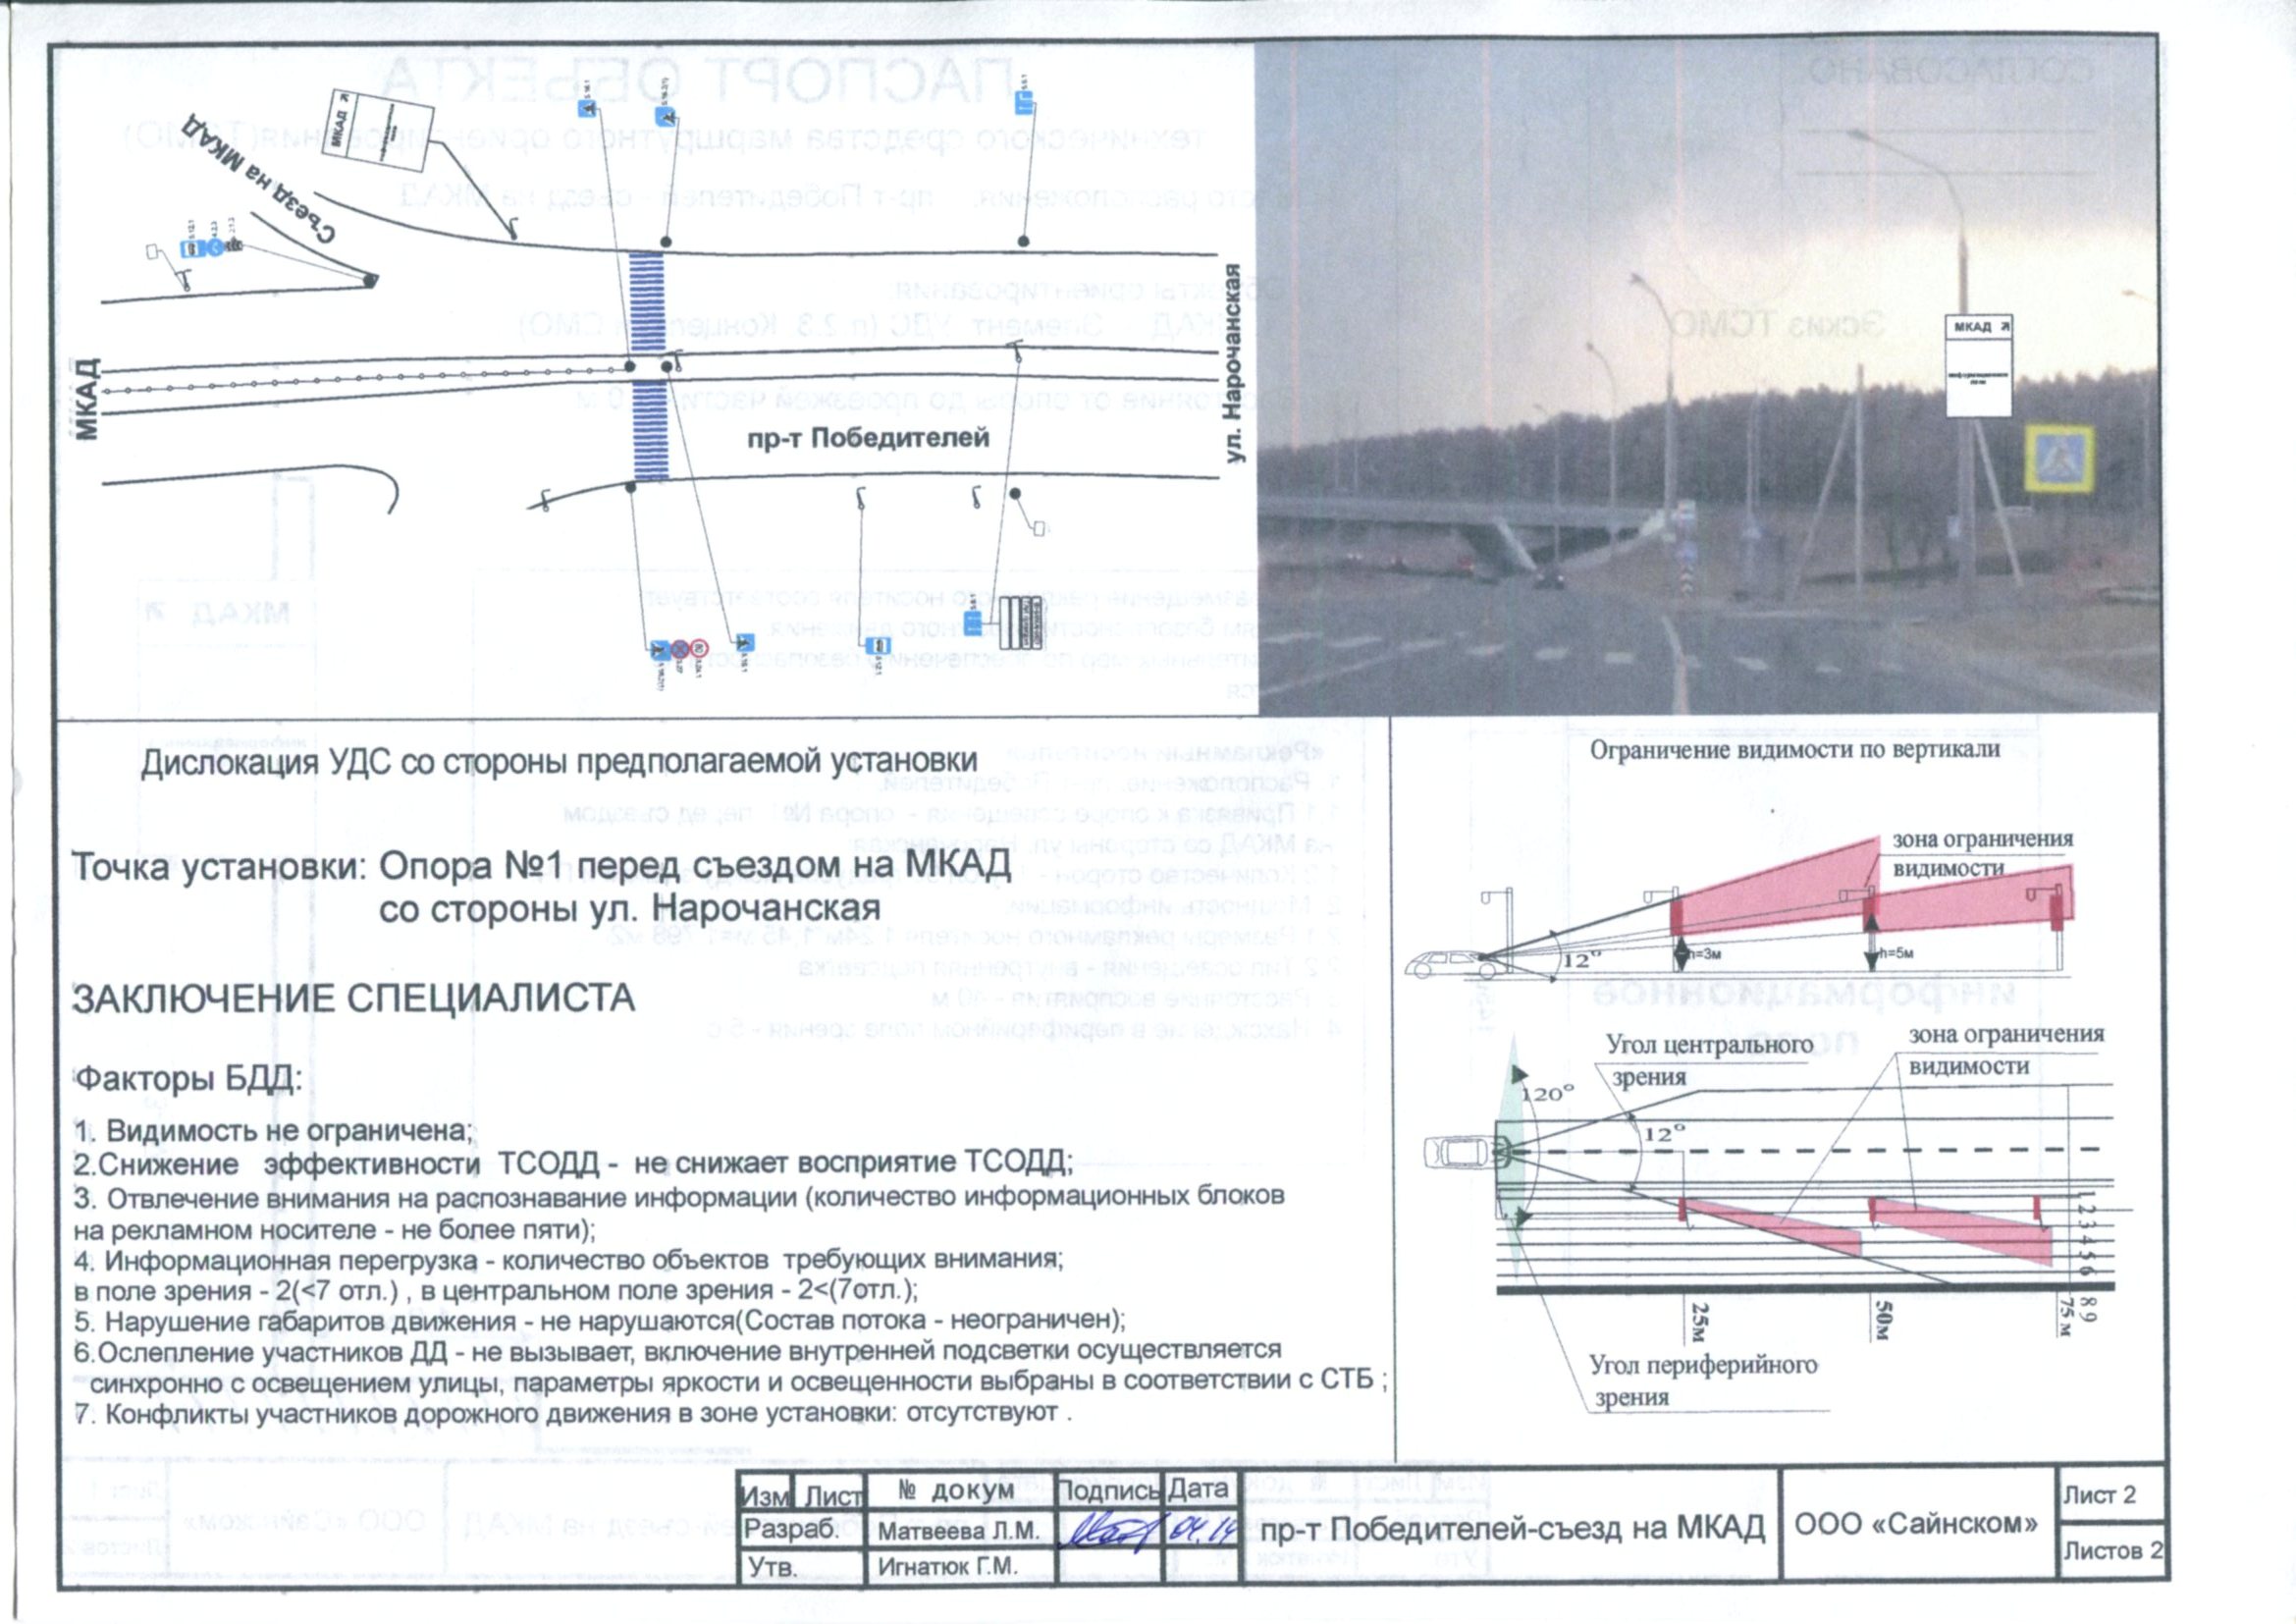 МКАД
Съезд на МКАД
МКАД
пр-т Победителей
ул. Нарочанская
МКАД
Дислокация УДС со стороны предполагаемой установки
Точка установки: Опора №1 перед съездом на МКАД
со стороны ул. Нарочанская
ЗАКЛЮЧЕНИЕ СПЕЦИАЛИСТА
Факторы БДД:
1. Видимость не ограничена;
2.Снижение эффективности ТСОДД - не снижает восприятие ТСОДД;
3. Отвлечение внимания на распознавание информации (количество информационных блоков
на рекламном носителе - не более пяти);
4. Информационная перегрузка - количество объектов требующих внимания;
в поле зрения - 2(<7 отл.) , в центральном поле зрения - 2<(7отл.);
5. Нарушение габаритов движения - не нарушаются(Состав потока - неограничен);
6.Ослепление участников ДД - не вызывает, включение внутренней подсветки осуществляется
синхронно с освещением улицы, параметры яркости и освещенности выбраны в соответствии с СТБ ;
7. Конфликты участников дорожного движения в зоне установки: отсутствуют .
Ограничение видимости по вертикали
зона ограничения
видимости
12°
h=3м
h=5м
Угол центрального
зрения
зона ограничения
видимости
120°
12°
1 2 3 4 5 6 8 9
25м
50м
75 м
Угол периферийного
зрения
Изм Лист № докум Подпись Дата
Разраб. Матвеева Л.М. 04.14
Утв. Игнатюк Г.М.
пр-т Победителей-съезд на МКАД
ООО «Сайнском»
Лист 2
Листов 2